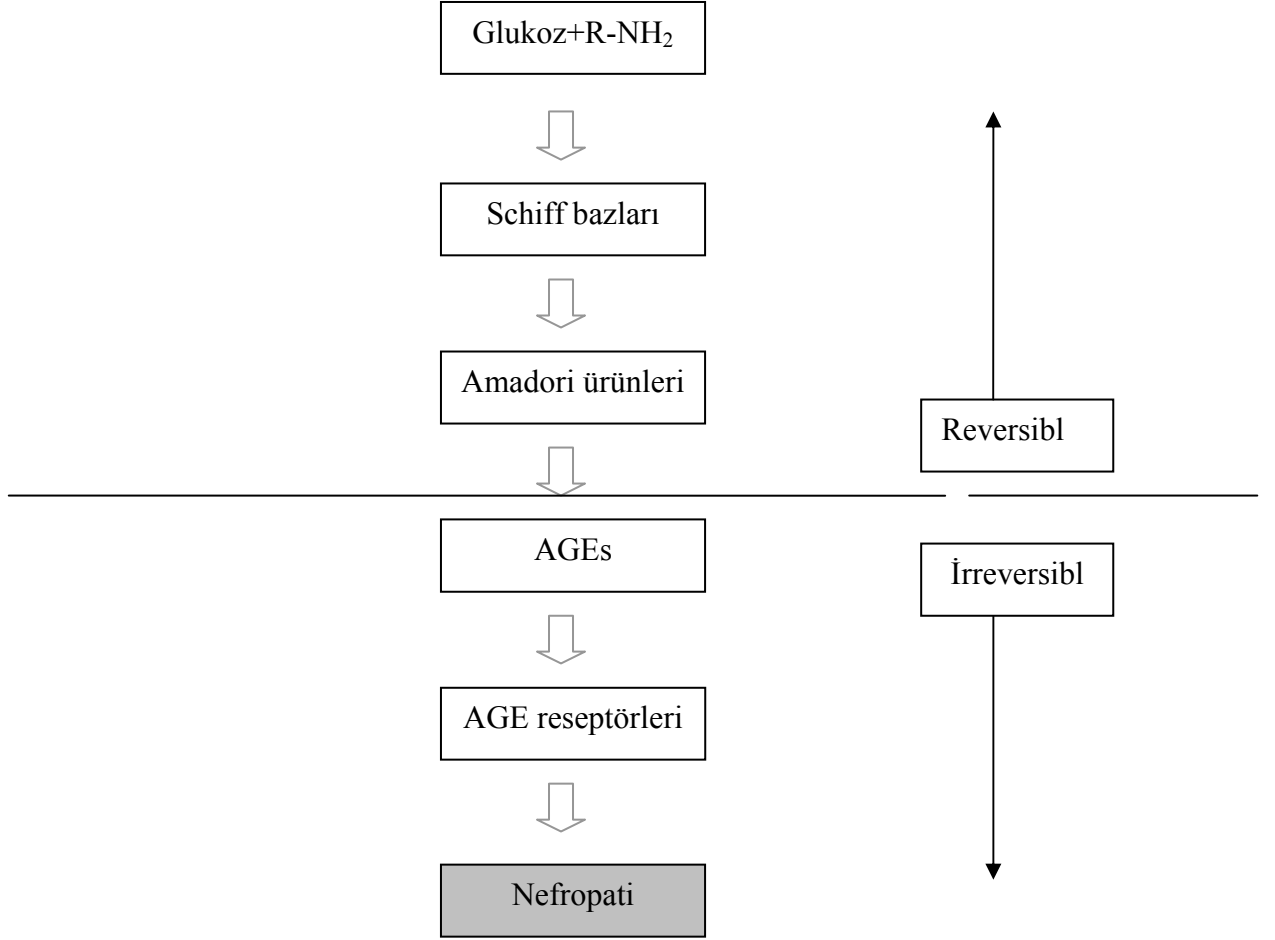 Glukoz+R-NH₂
Schiff bazları
Amadori ürünleri
Reversibl
AGEs
İrreversibl
AGE reseptörleri
Nefropati